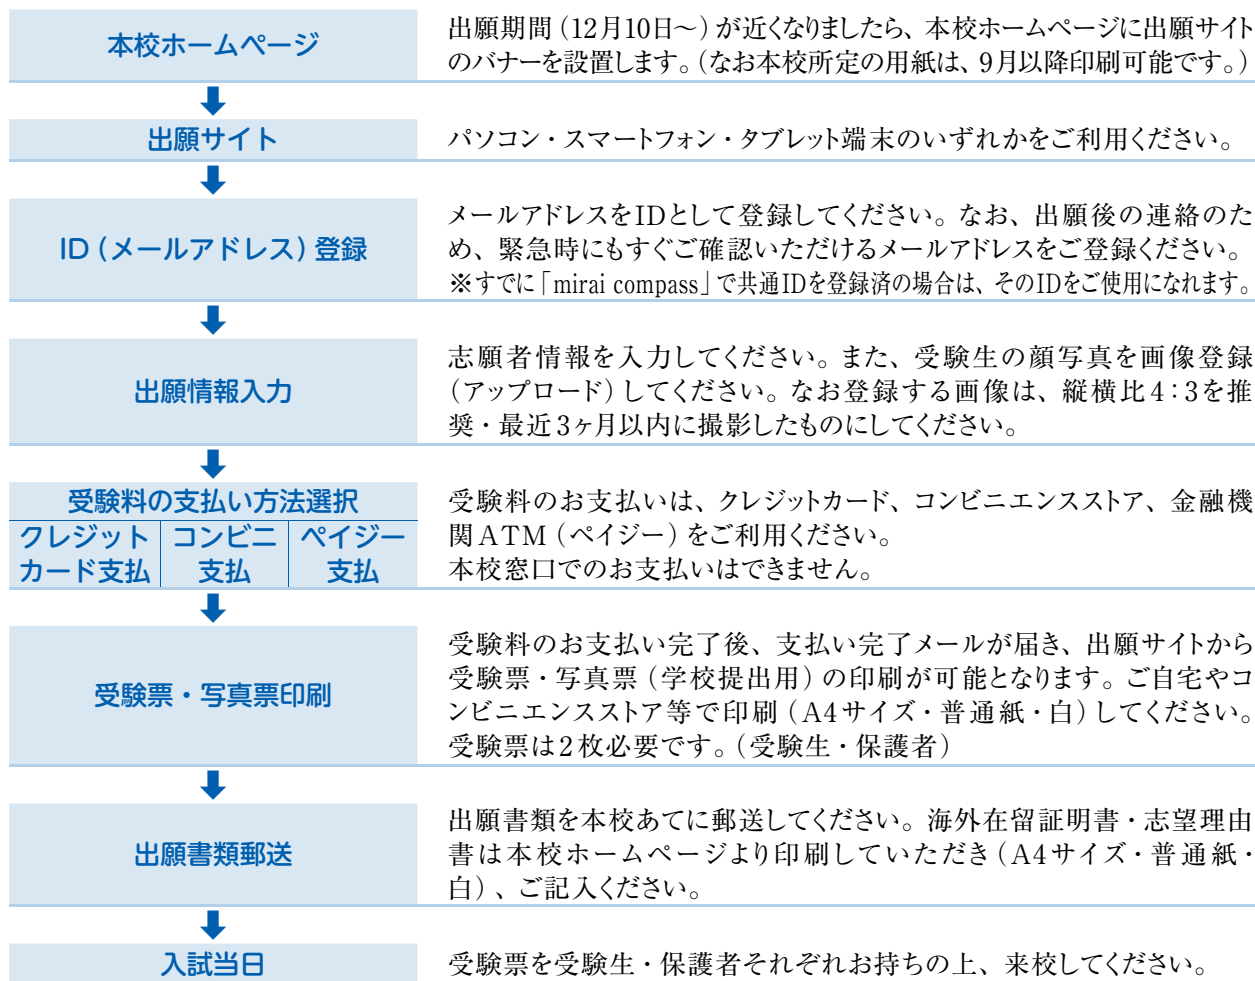 本校ホームページ
出願期間（12月10日〜）が近くなりましたら、本校ホームページに出願サイト
のバナーを設置します。（なお本校所定の用紙は、9月以降印刷可能です。）
出願サイト
パソコン・スマートフォン・タブレット端末のいずれかをご利用ください。
ID（メールアドレス）登録
メールアドレスをIDとして登録してください。なお、出願後の連絡のた
め、緊急時にもすぐご確認いただけるメールアドレスをご登録ください。
※すでに「mirai compass」で共通IDを登録済の場合は、そのIDをご使用になれます。
出願情報入力
志願者情報を入力してください。また、受験生の顔写真を画像登録
（アップロード）してください。なお登録する画像は、縦横比4：3を推
奨・最近3ヶ月以内に撮影したものにしてください。
受験料の支払い方法選択
クレジット
カード支払
コンビニ
支払
ペイジー
支払
受験料のお支払いは、クレジットカード、コンビニエンスストア、金融機
関ATM（ペイジー）をご利用ください。
本校窓口でのお支払いはできません。
受験票・写真票印刷
受験料のお支払い完了後、支払い完了メールが届き、出願サイトから
受験票・写真票（学校提出用）の印刷が可能となります。ご自宅やコ
ンビニエンスストア等で印刷（A4サイズ・普通紙・白）してください。
受験票は2枚必要です。（受験生・保護者）
出願書類郵送
出願書類を本校あてに郵送してください。海外在留証明書・志望理由
書は本校ホームページより印刷していただき（A4サイズ・普通紙・
白）、ご記入ください。
入試当日
受験票を受験生・保護者それぞれお持ちの上、来校してください。